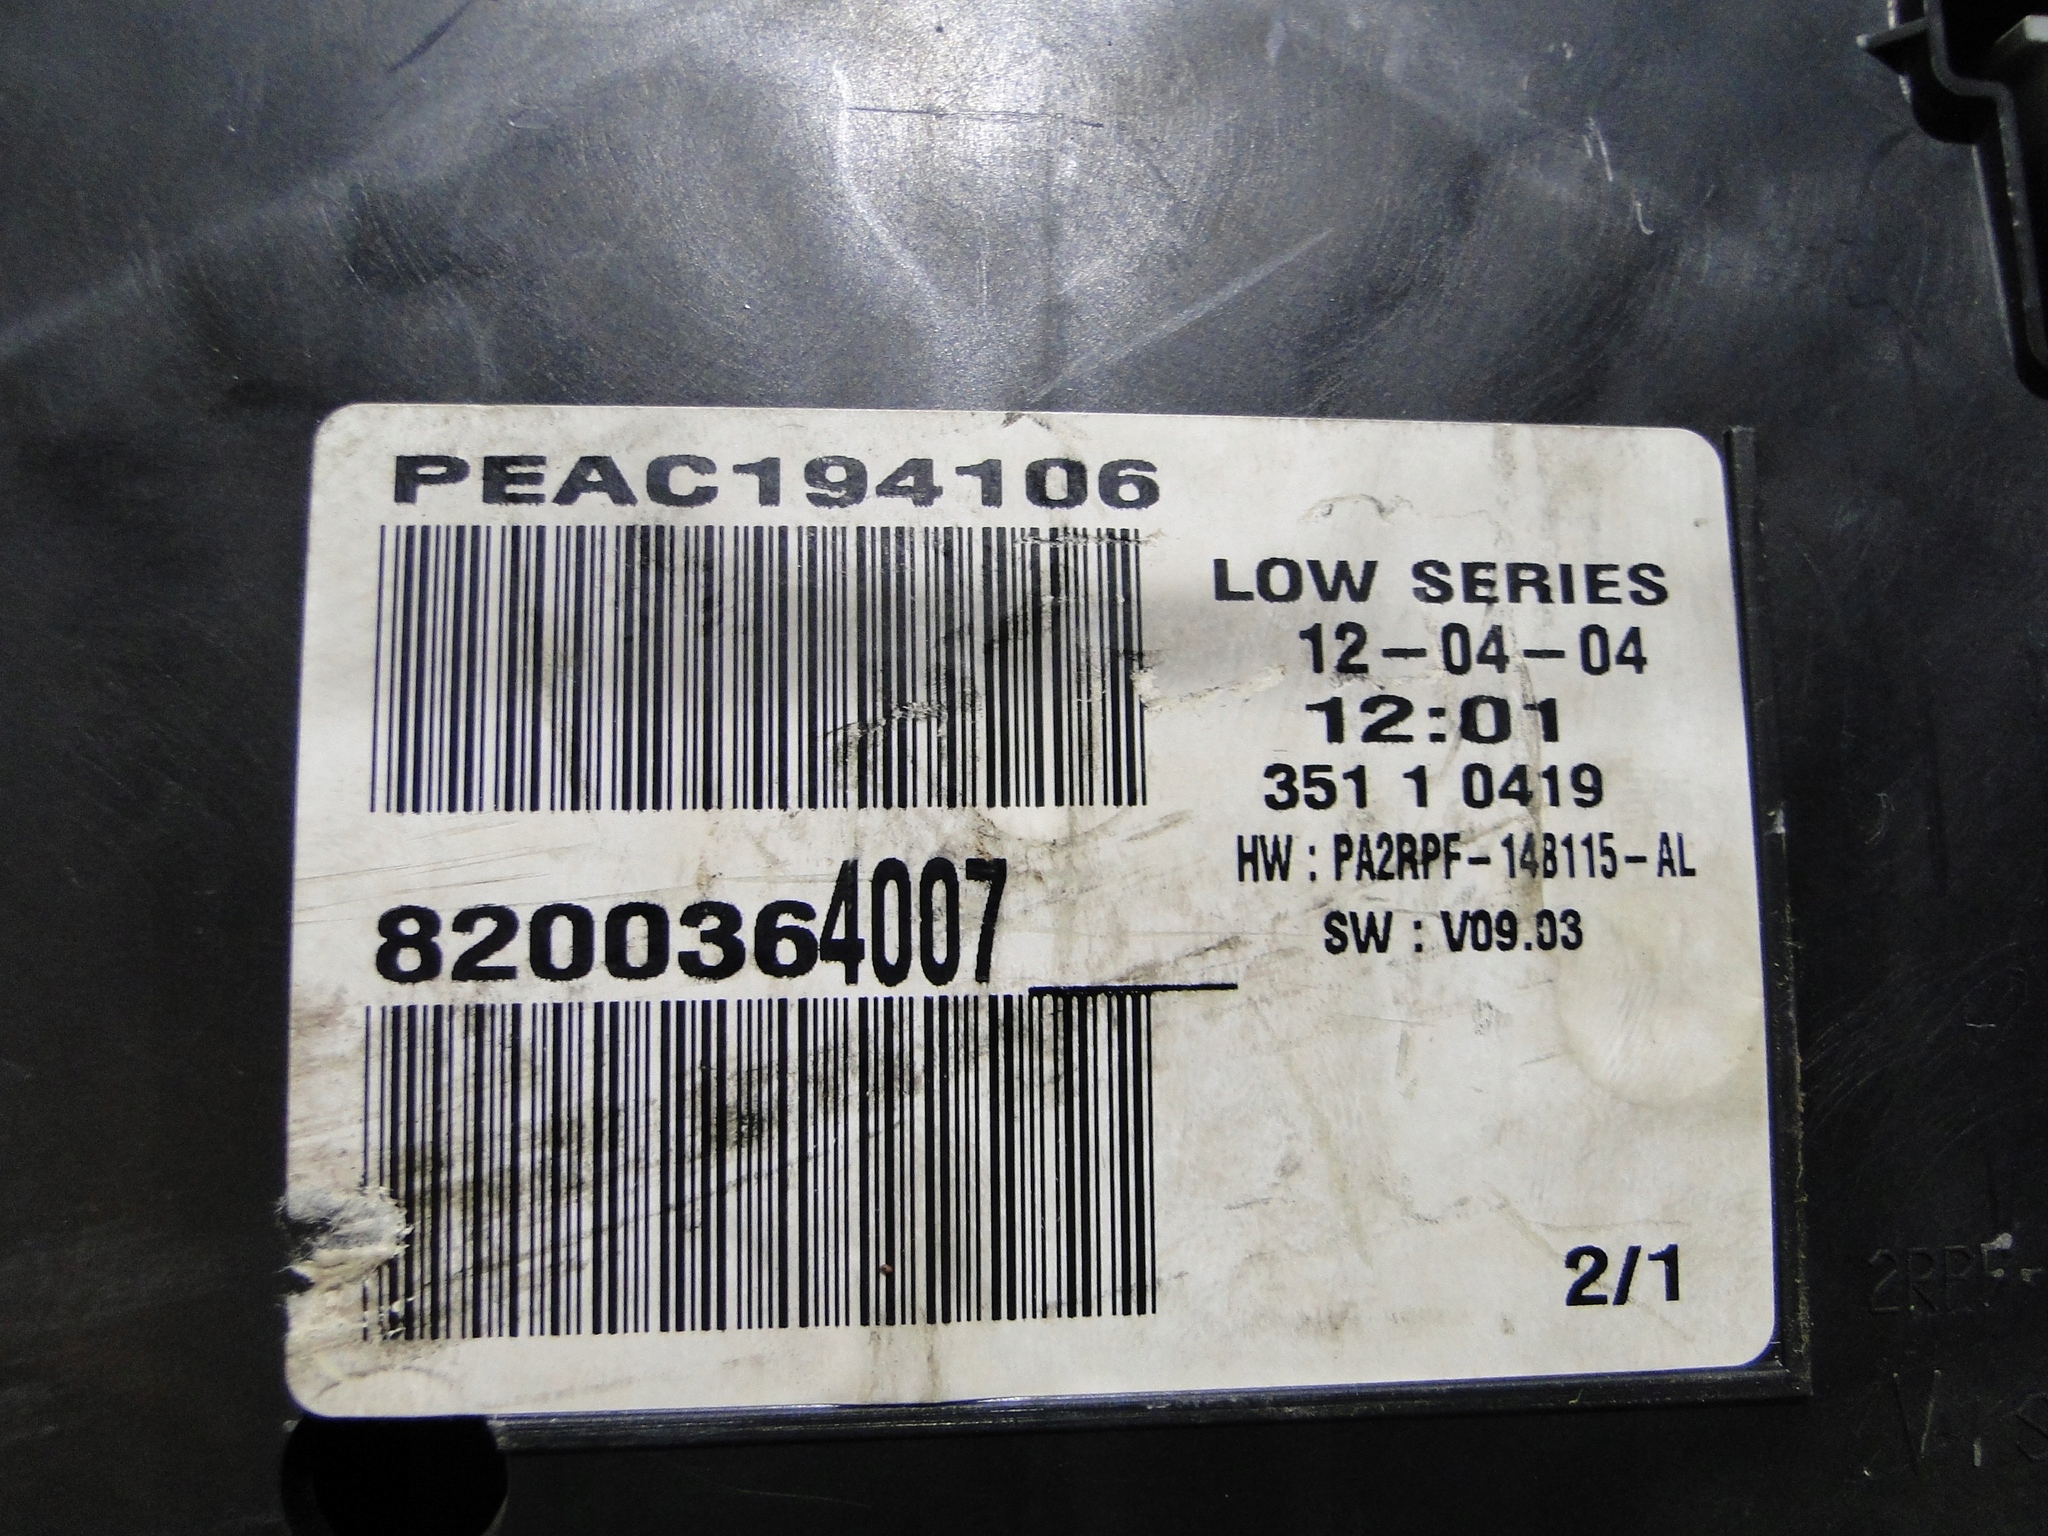 PEAC194106
LOW SERIES
12-04-04
12:01
351 1 0419
HW : PA2RPF-14B115-AL
8200364007
SW : V09.03
2/1